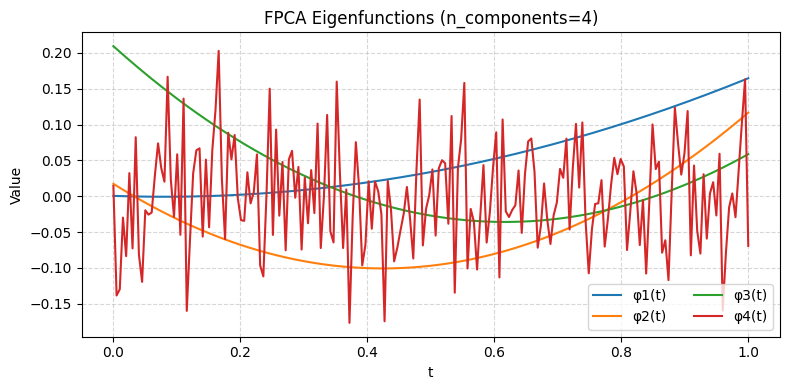 FPCA Eigenfunctions (n_components=4)
Value
0.20
0.15
0.10
0.05
0.00
−0.05
−0.10
−0.15
φ1(t) φ3(t)
φ2(t) φ4(t)
0.0 0.2 0.4 0.6 0.8 1.0
t